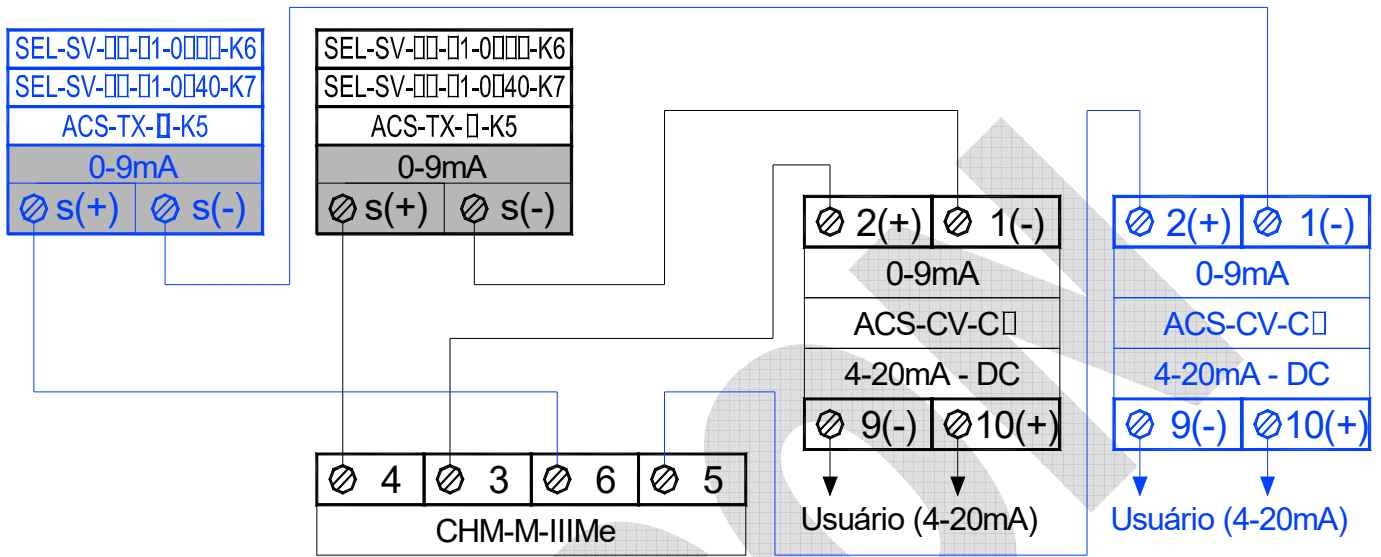 SEL-SV-▯▯-▯1-0▯▯▯-K6
SEL-SV-▯▯-▯1-0▯40-K7
ACS-TX-▯-K5
0-9mA
s(+) s(-)
SEL-SV-▯▯-▯1-0▯▯▯-K6
SEL-SV-▯▯-▯1-0▯40-K7
ACS-TX-▯-K5
0-9mA
s(+) s(-)
2(+) 1(-)
0-9mA
ACS-CV-C▯
4-20mA - DC
9(-) 10(+)
Usuário (4-20mA)
2(+) 1(-)
0-9mA
ACS-CV-C▯
4-20mA - DC
9(-) 10(+)
Usuário (4-20mA)
4 3 6 5
CHM-M-IIIMe